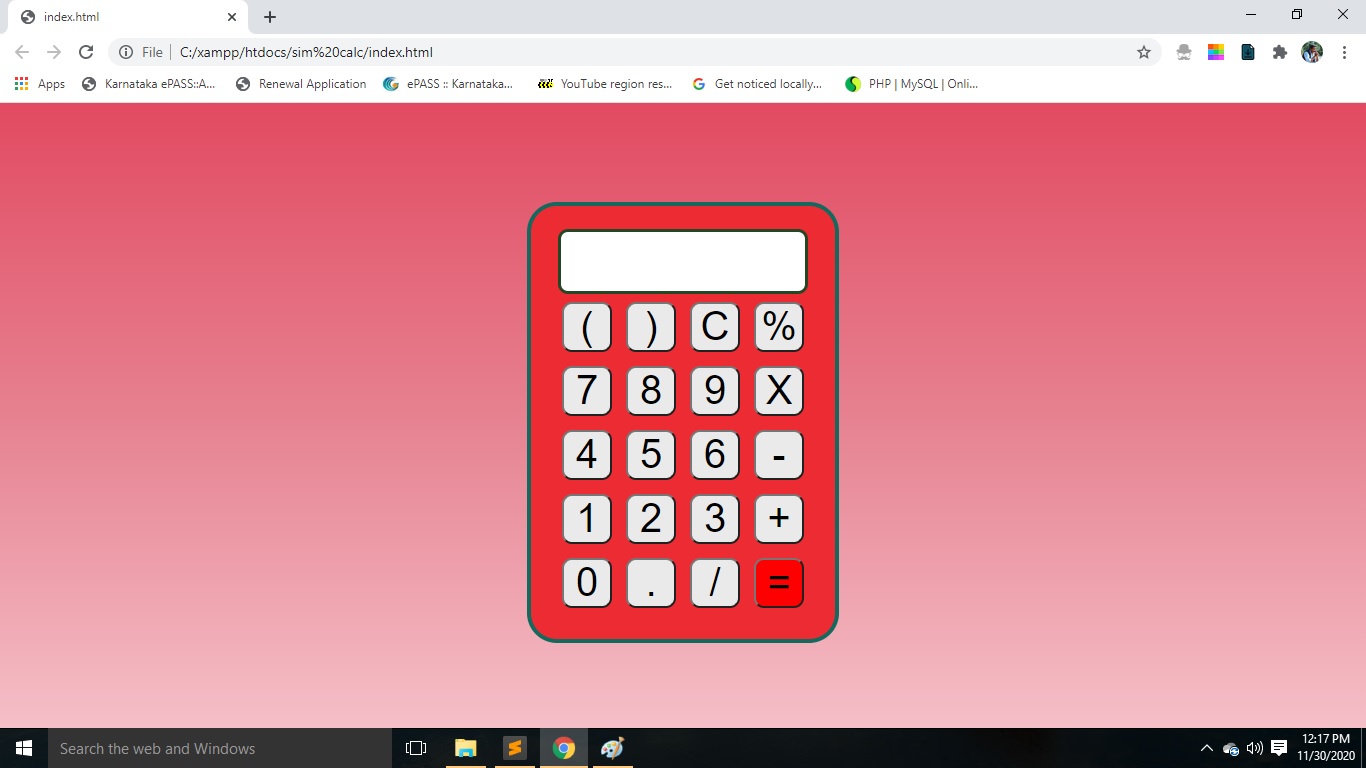 index.html
File | C:/xampp/htdocs/sim%20calc/index.html
Apps Karnataka ePASS::A... Renewal Application ePASS :: Karnataka... YouTube region res... Get noticed locally... PHP | MySQL | Onli...
( ) C %
7 8 9 X
4 5 6 -
1 2 3 +
0 . / =
Search the web and Windows
12:17 PM
11/30/2020